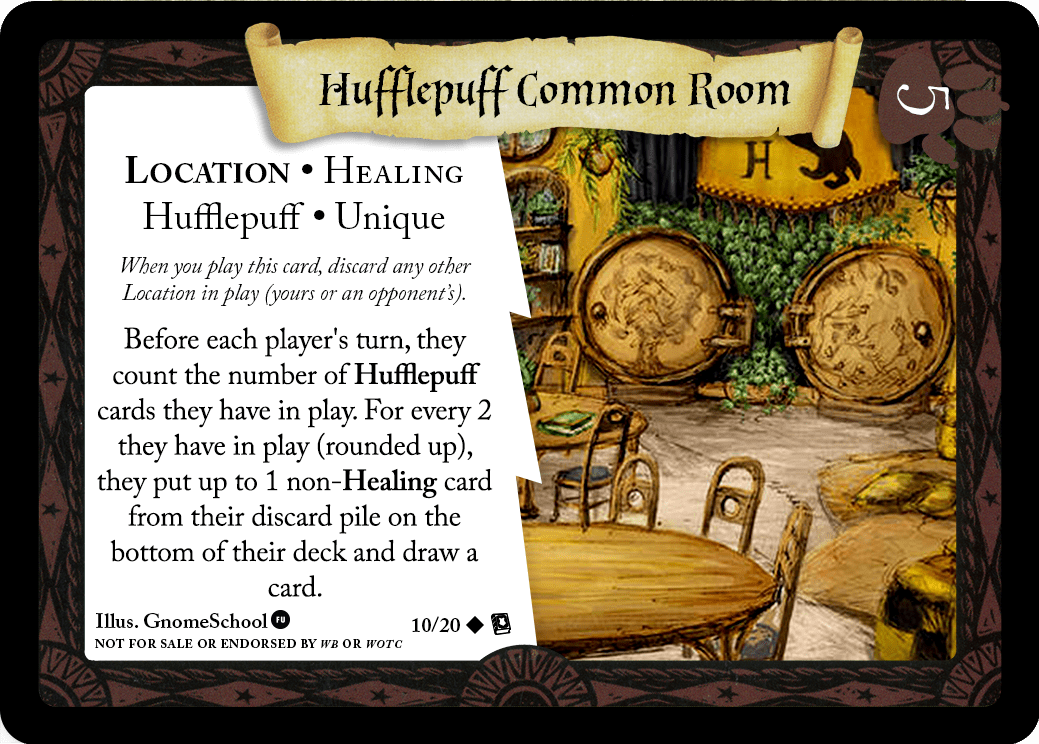 Hufflepuff Common Room
5
LOCATION • HEALING
Hufflepuff • Unique
When you play this card, discard any other
Location in play (yours or an opponent's).
Before each player's turn, they
count the number of Hufflepuff
cards they have in play. For every 2
they have in play (rounded up),
they put up to 1 non-Healing card
from their discard pile on the
bottom of their deck and draw a
card.
Illus. GnomeSchool FU
10/20
NOT FOR SALE OR ENDORSED BY WB OR WOTC
H